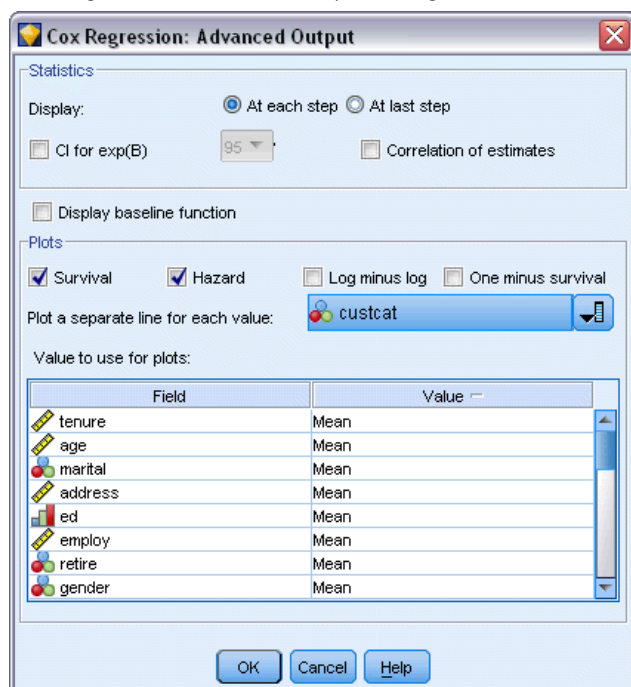 Cox Regression: Advanced Output
Statistics
Display: At each step At last step
CI for exp(B) 95 Correlation of estimates
Display baseline function
Plots
Survival Hazard Log minus log One minus survival
Plot a separate line for each value: custcat
Value to use for plots:
Field Value
tenure Mean
age Mean
marital Mean
address Mean
ed Mean
employ Mean
retire Mean
gender Mean
OK Cancel Help